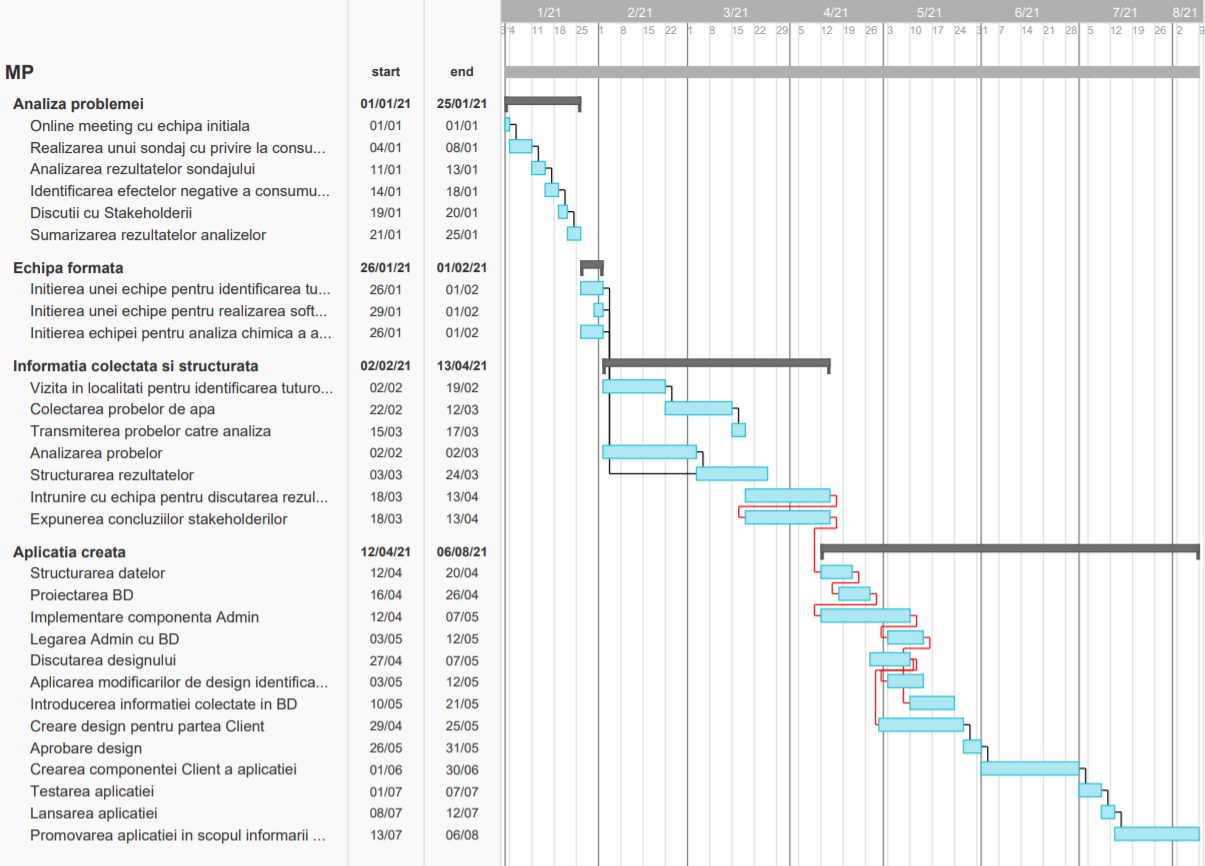 1/21 2/21 3/21 4/21 5/21 6/21 7/21 8/21
4 11 18 25 1 8 15 22 1 8 15 22 29 5 12 19 26 3 10 17 24 31 7 14 21 28 5 12 19 26 2 9
MP start end
Analiza problemei 01/01/21 25/01/21
Online meeting cu echipa initiala 01/01 01/01
Realizarea unui sondaj cu privire la consu... 04/01 08/01
Analizarea rezultatelor sondajului 11/01 13/01
Identificarea efectelor negative a consumu... 14/01 18/01
Discutii cu Stakeholderii 19/01 20/01
Sumarizarea rezultatelor analizelor 21/01 25/01
Echipa formata 26/01/21 01/02/21
Initierea unei echipe pentru identificarea tu... 26/01 01/02
Initierea unei echipe pentru realizarea soft... 29/01 01/02
Initierea echipei pentru analiza chimica a a... 26/01 01/02
Informatia colectata si structurata 02/02/21 13/04/21
Vizita in localitati pentru identificarea tuturo... 02/02 19/02
Colectarea probelor de apa 22/02 12/03
Transmiterea probelor catre analiza 15/03 17/03
Analizarea probelor 02/02 02/03
Structurarea rezultatelor 03/03 24/03
Intrunire cu echipa pentru discutarea rezul... 18/03 13/04
Expunerea concluziilor stakeholderilor 18/03 13/04
Aplicatia creata 12/04/21 06/08/21
Structurarea datelor 12/04 20/04
Proiectarea BD 16/04 26/04
Implementare componenta Admin 12/04 07/05
Legarea Admin cu BD 03/05 12/05
Discutarea designului 27/04 07/05
Aplicarea modificarilor de design identifica... 03/05 12/05
Introducerea informatiei colectate in BD 10/05 21/05
Creare design pentru partea Client 29/04 25/05
Aprobare design 26/05 31/05
Crearea componentei Client a aplicatiei 01/06 30/06
Testarea aplicatiei 01/07 07/07
Lansarea aplicatiei 08/07 12/07
Promovarea aplicatiei in scopul informarii ... 13/07 06/08